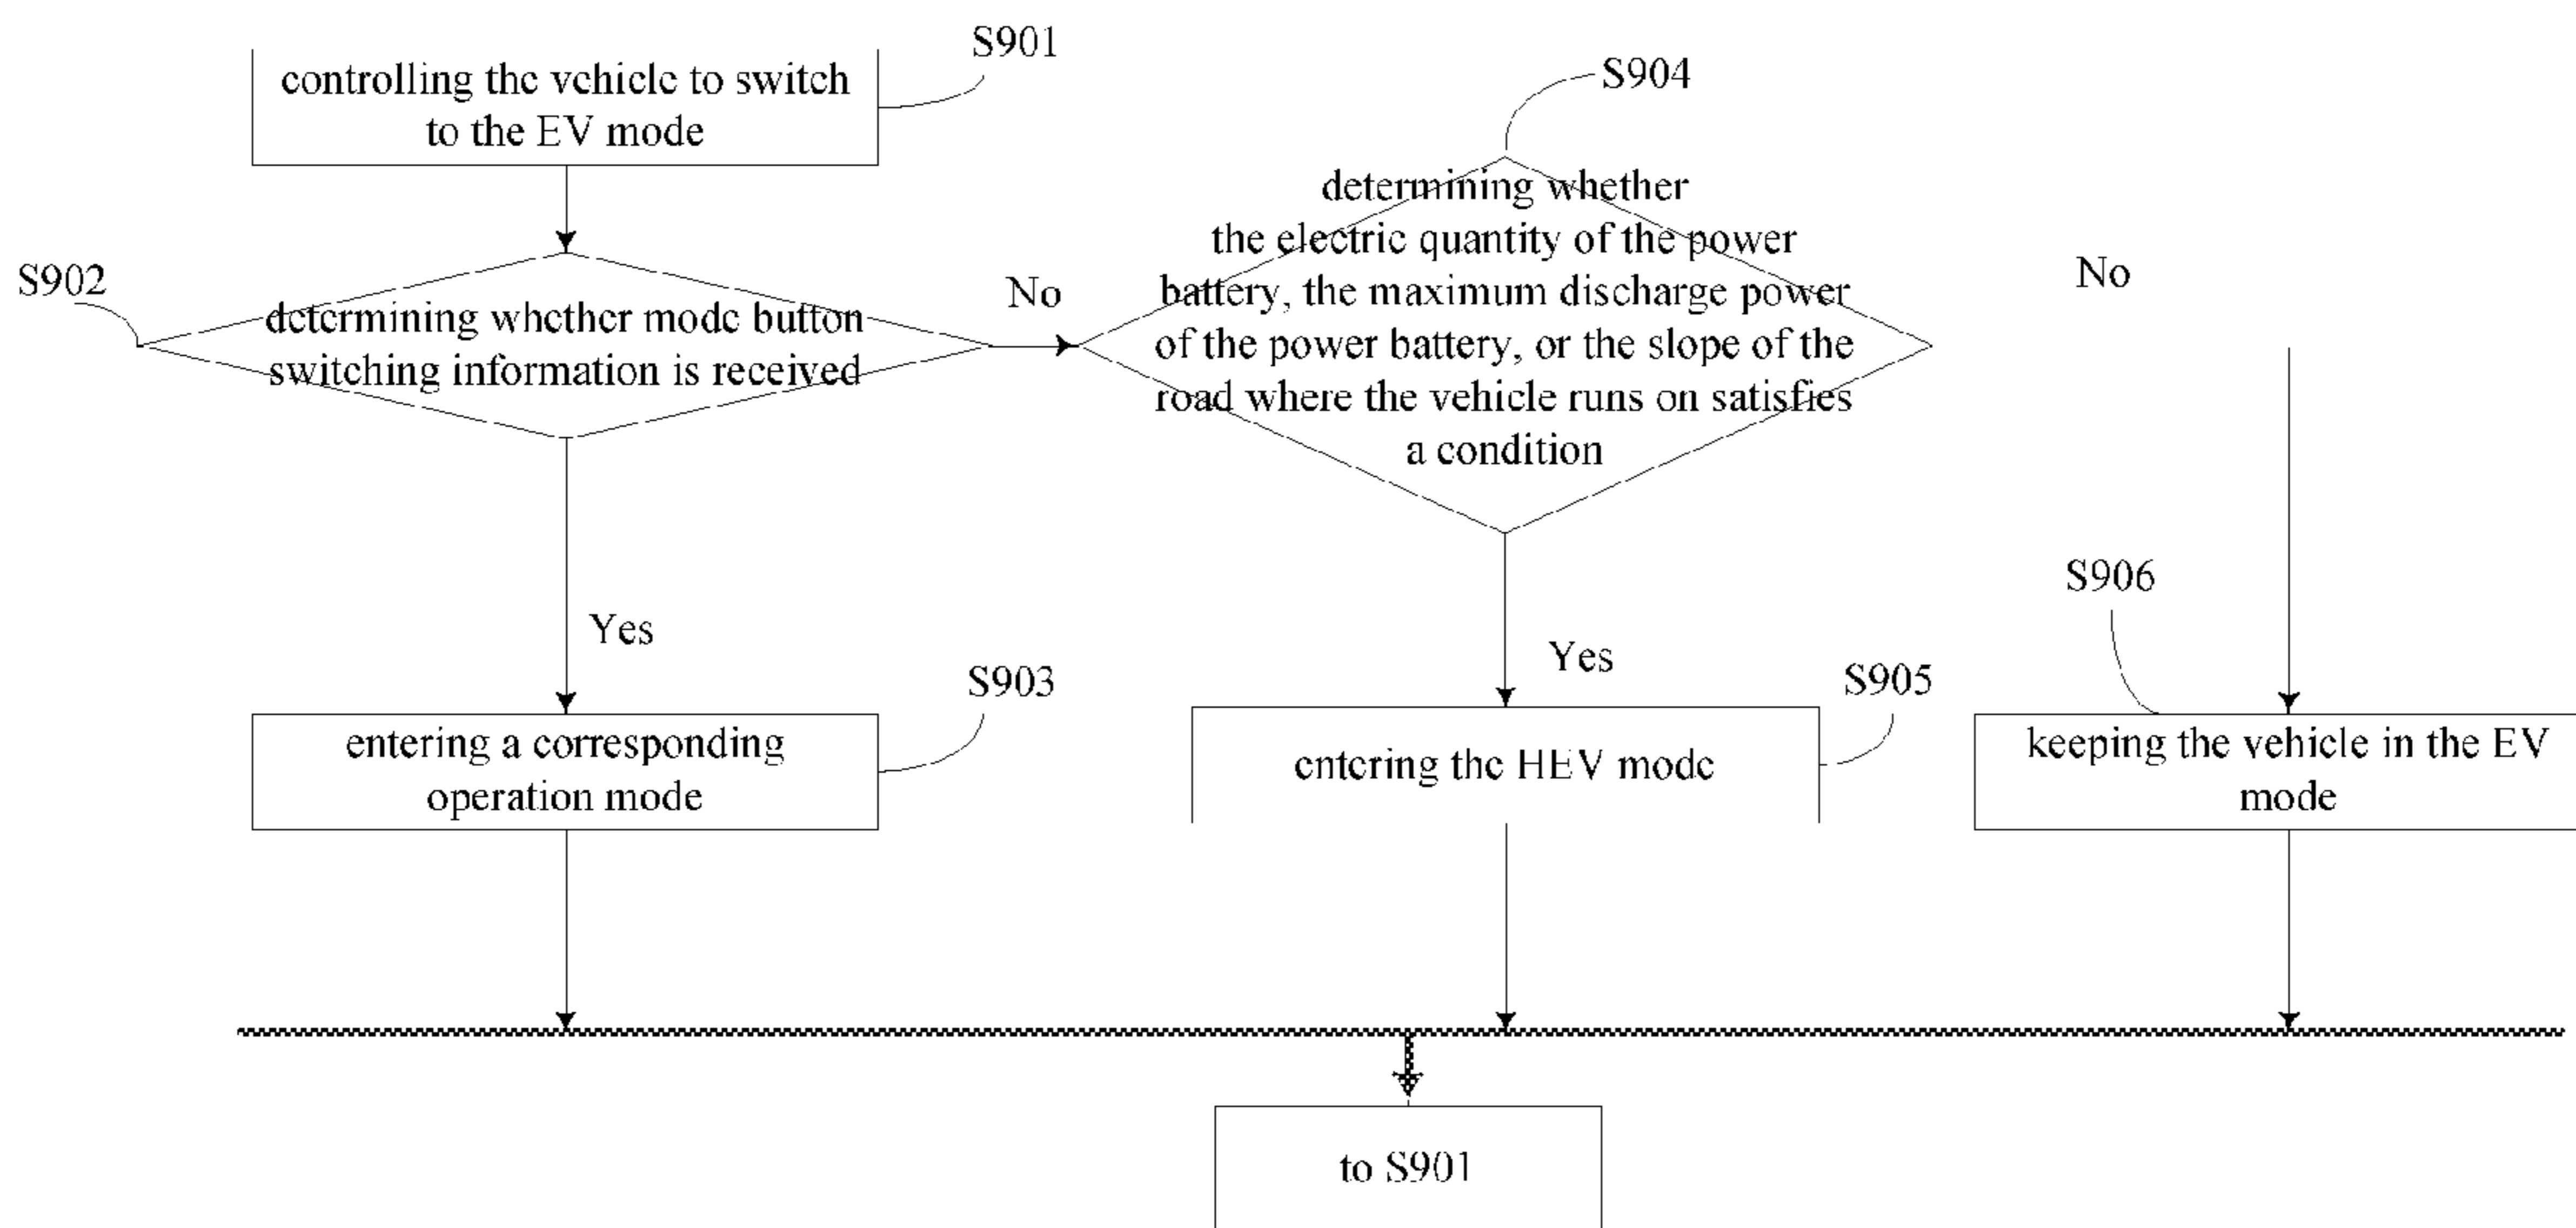 S901
controlling the vehicle to switch
to the EV mode
S902
determining whether mode button
switching information is received
No
S904
determining whether
the electric quantity of the power
battery, the maximum discharge power
of the power battery, or the slope of the
road where the vehicle runs on satisfies
a condition
No
Yes
S903
entering a corresponding
operation mode
Yes
S905
entering the HEV mode
S906
keeping the vehicle in the EV
mode
to S901